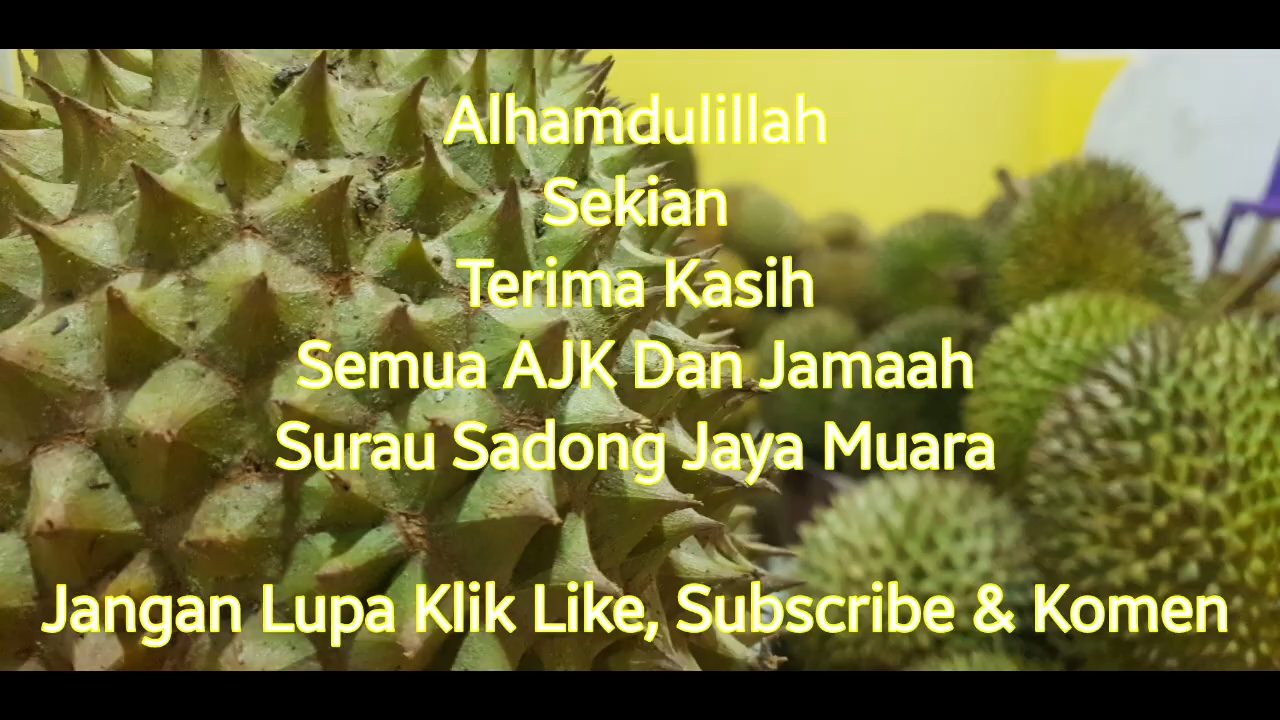 Alhamdulillah
Sekian
Terima Kasih
Semua AJK Dan Jamaah
Surau Sadong Jaya Muara
Jangan Lupa Klik Like, Subscribe & Komen